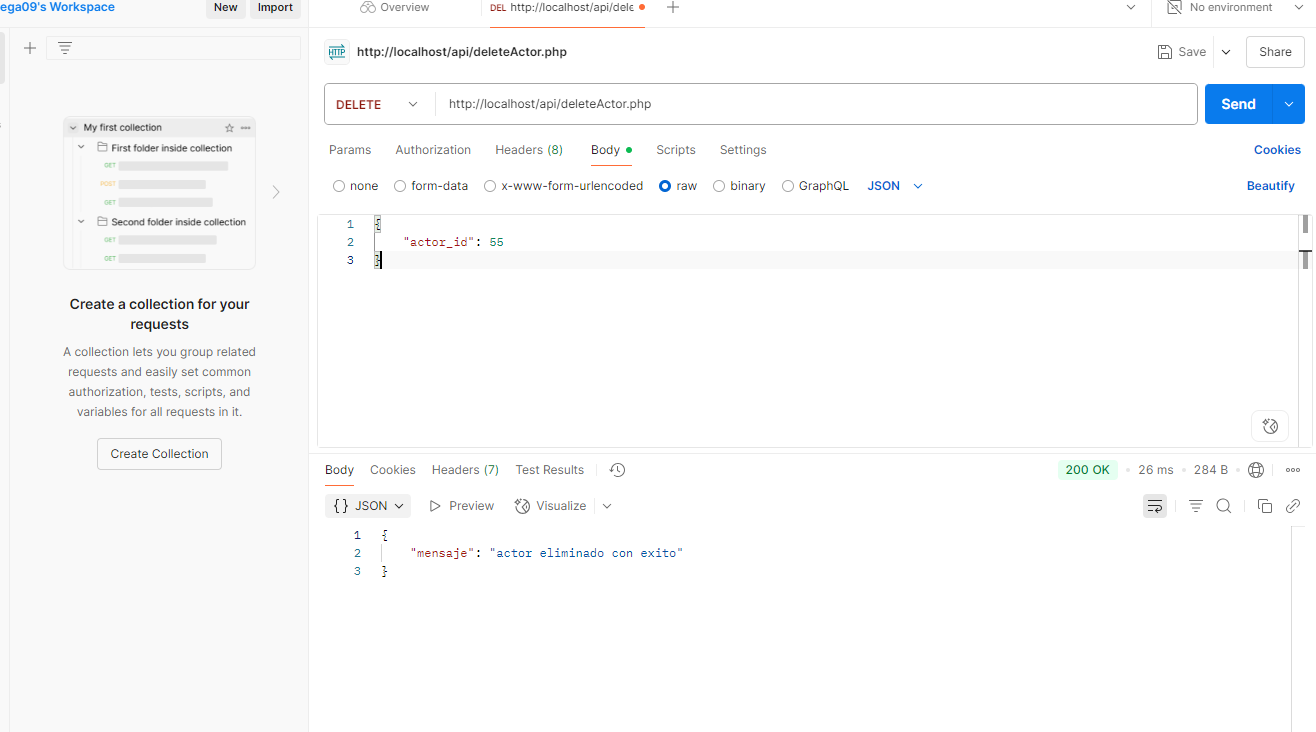 ega09's Workspace
New
Import
Overview
DEL http://localhost/api/dele
No environment
http://localhost/api/deleteActor.php
Save
Share
DELETE
http://localhost/api/deleteActor.php
Send
Params
Authorization
Headers (8)
Body
Scripts
Settings
Cookies
none
form-data
x-www-form-urlencoded
raw
binary
GraphQL
JSON
Beautify
1 {
2 "actor_id": 55
3 }
My first collection
First folder inside collection
GET
POST
GET
Second folder inside collection
GET
GET
Create a collection for your
requests
A collection lets you group related
requests and easily set common
authorization, tests, scripts, and
variables for all requests in it.
Create Collection
Body
Cookies
Headers (7)
Test Results
200 OK
26 ms
284 B
{} JSON
Preview
Visualize
1 {
2 "mensaje": "actor eliminado con exito"
3 }